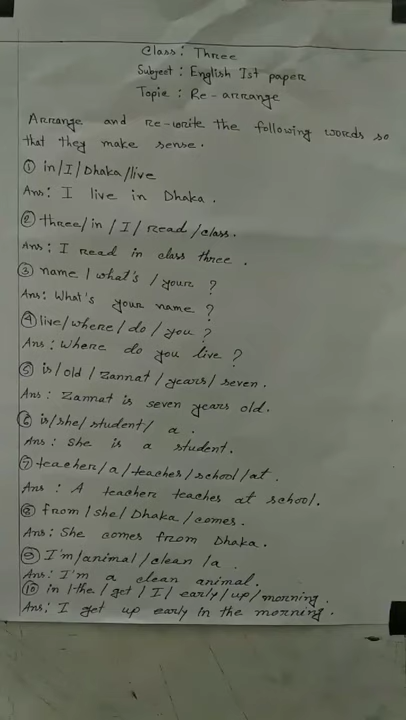 Class: Three
Subject: English Ist paper
Topic: Re-arrange
Arrange and re-write the following words so
that they make sense.
① in/I/Dhaka/live
Ans: I live in Dhaka.
② three/in/I/read/class.
Ans: I read in class three.
③ name/what's/your?
Ans: What's your name?
④ live/where/do/you?
Ans: Where do you live?
⑤ is/old/Zannat/years/seven.
Ans: Zannat is seven years old.
⑥ is/she/student/a.
Ans: She is a student.
⑦ teacher/a/teaches/school/at.
Ans: A teacher teaches at school.
⑧ from/she/Dhaka/comes.
Ans: She comes from Dhaka.
⑨ I'm/animal/clean/a.
Ans: I'm a clean animal.
⑩ in/the/get/I/early/up/morning.
Ans: I get up early in the morning.